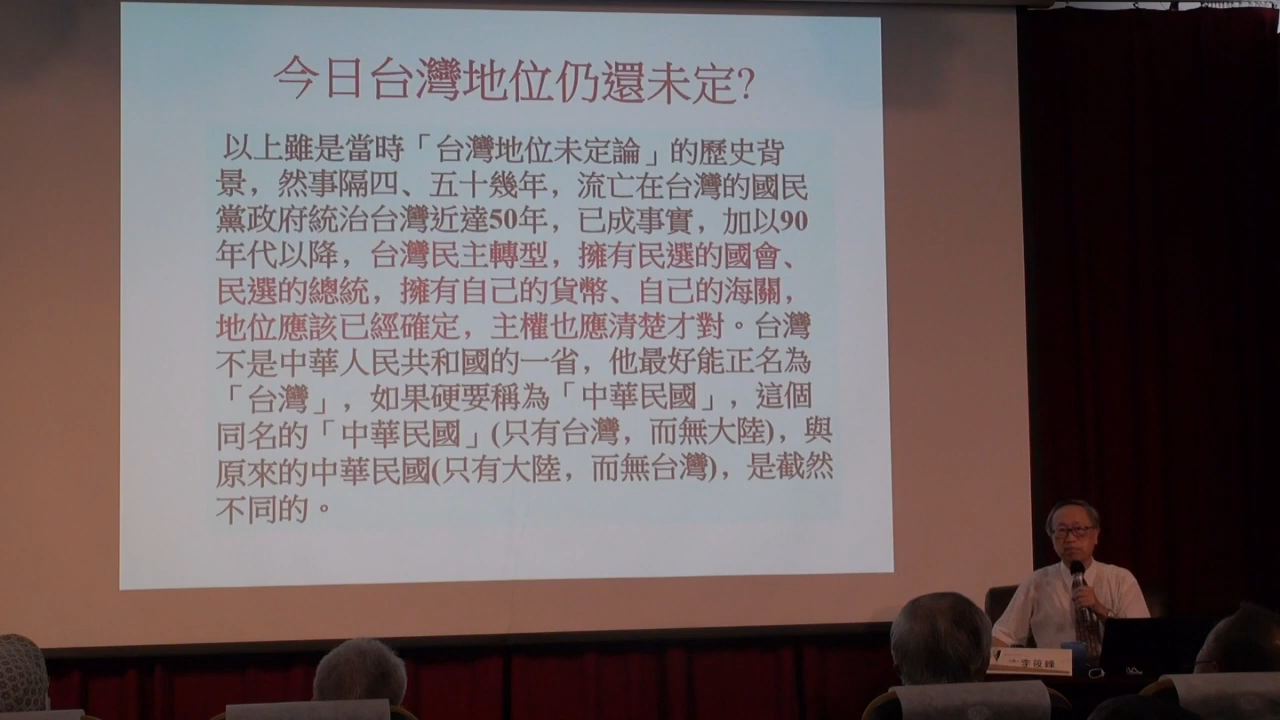 今日台灣地位仍還未定?
以上雖是當時「台灣地位未定論」的歷史背
景，然事隔四、五十幾年，流亡在台灣的國民
黨政府統治台灣近達50年，已成事實，加以90
年代以降，台灣民主轉型，擁有民選的國會、
民選的總統，擁有自己的貨幣、自己的海關，
地位應該已經確定，主權也應清楚才對。台灣
不是中華人民共和國的一省，他最好能正名為
「台灣」，如果硬要稱為「中華民國」，這個
同名的「中華民國」(只有台灣，而無大陸)，與
原來的中華民國(只有大陸，而無台灣)，是截然
不同的。
李筱峰